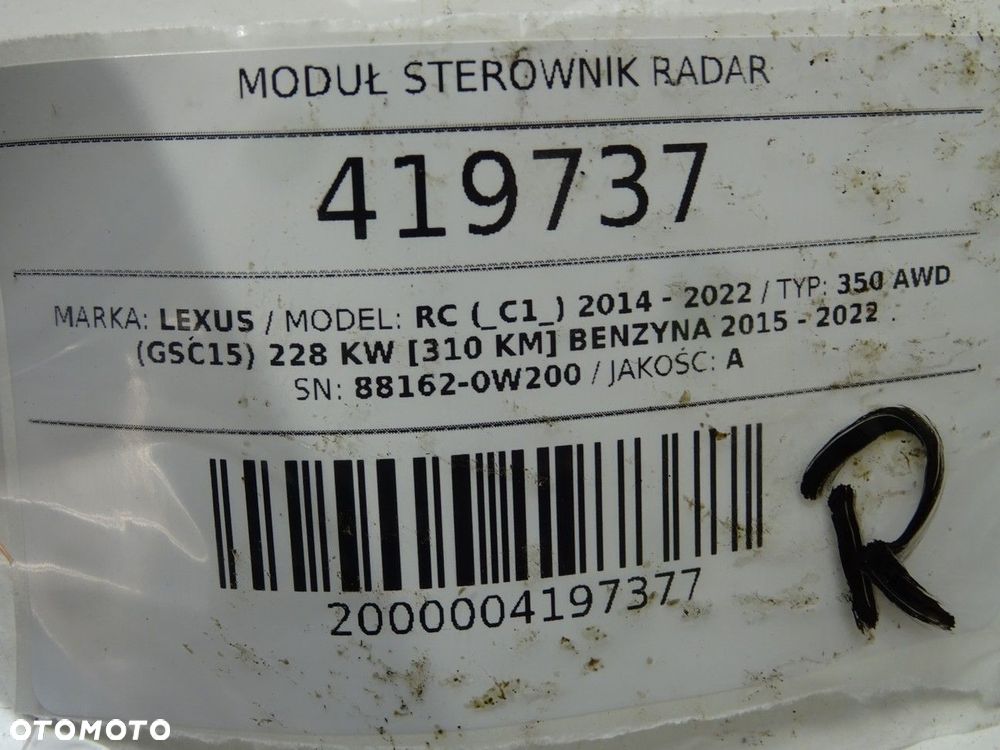 MODUŁ STEROWNIK RADAR
419737
MARKA: LEXUS / MODEL: RC (_C1_) 2014 - 2022 / TYP: 350 AWD
(GSC15) 228 KW [310 KM] BENZYNA 2015 - 2022
SN: 88162-0W200 / JAKOŚĆ: A
2000004197377
R
OTOMOTO